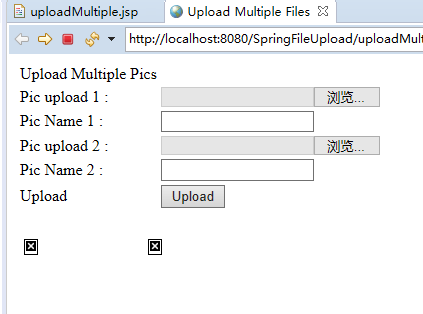 uploadMultiple.jsp
Upload Multiple Files
http://localhost:8080/SpringFileUpload/uploadMult
Upload Multiple Pics
Pic upload 1 : 浏览...
Pic Name 1 :
Pic upload 2 : 浏览...
Pic Name 2 :
Upload Upload